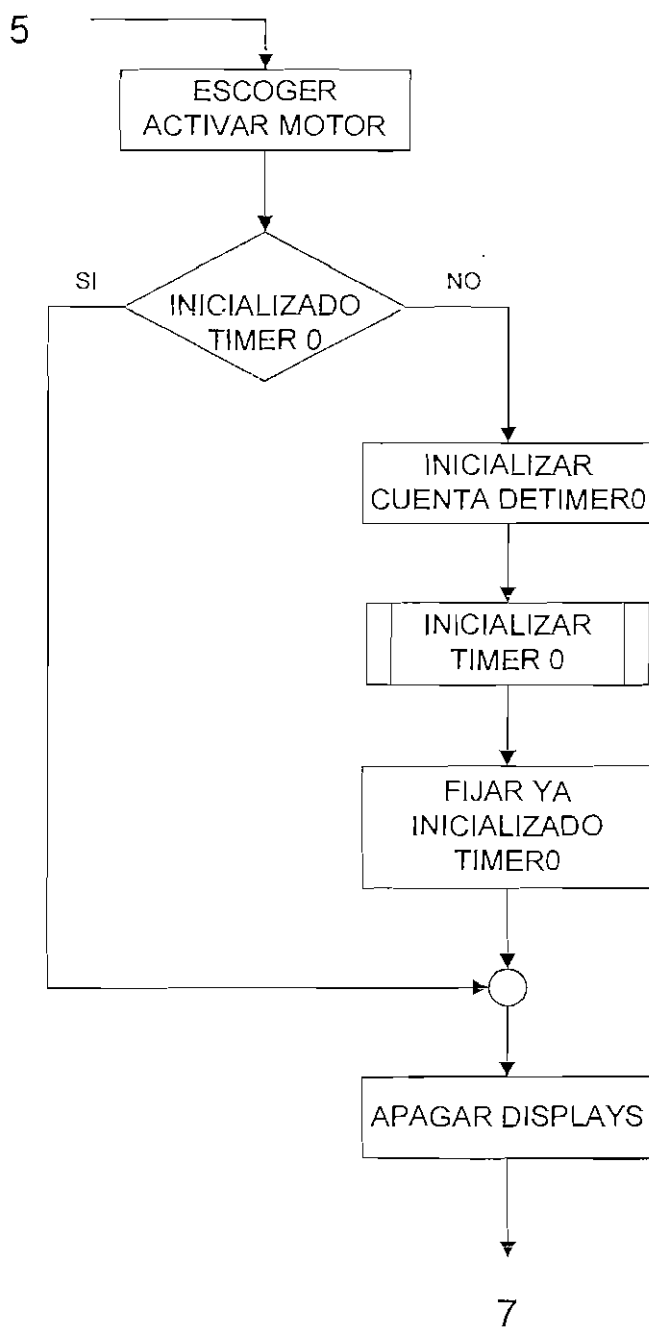 5
ESCOGER
ACTIVAR MOTOR
SI
NO
INICIALIZADO
TIMER 0
INICIALIZAR
CUENTA DETIMER0
INICIALIZAR
TIMER 0
FIJAR YA
INICIALIZADO
TIMER0
APAGAR DISPLAYS
7